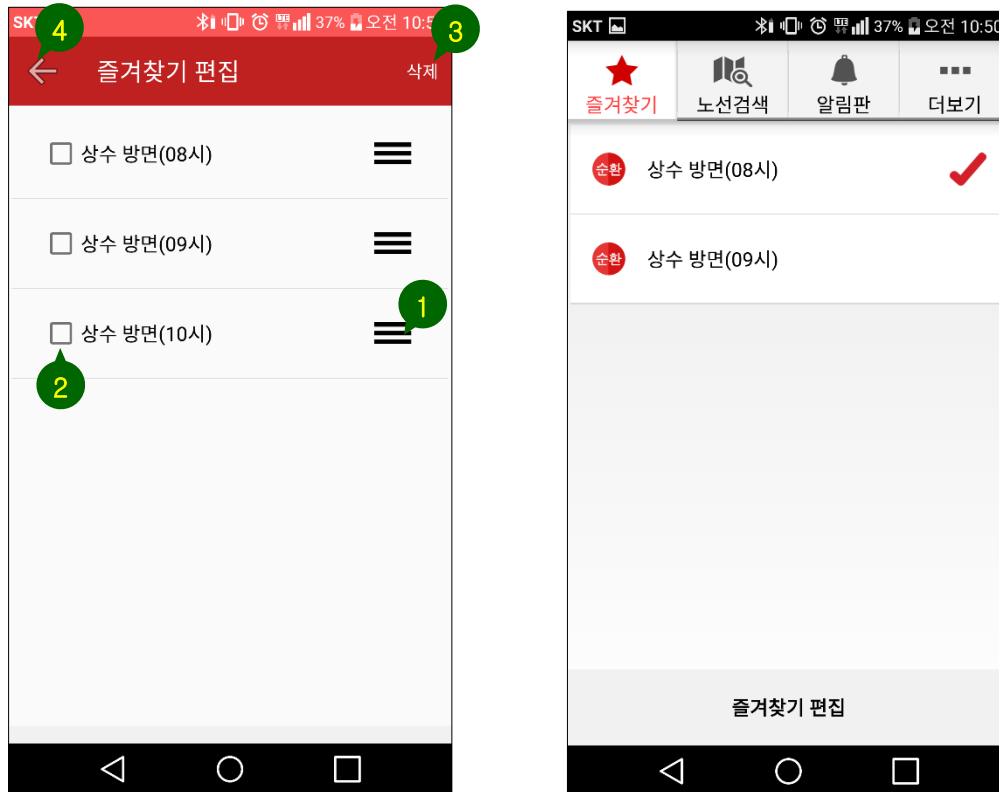 SK
37% 오전 10:5
4
3
즐겨찾기 편집
삭제
상수 방면(08시)
상수 방면(09시)
1
상수 방면(10시)
2
SKT
37% 오전 10:50
즐겨찾기
노선검색
알림판
더보기
순환 상수 방면(08시)
순환 상수 방면(09시)
즐겨찾기 편집